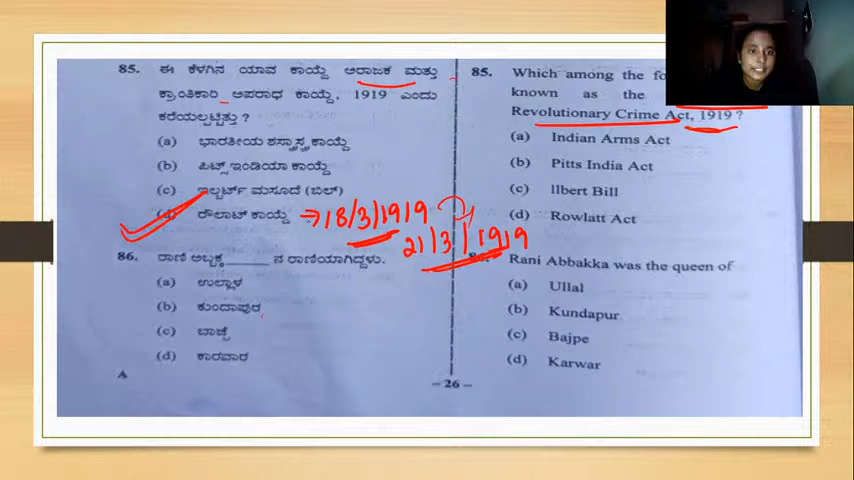 85. ಈ ಕೆಳಗಿನ ಯಾವ ಕಾಯ್ದೆ ಅರಾಜಕ ಮತ್ತು
ಕ್ರಾಂತಿಕಾರಿ ಅಪರಾಧ ಕಾಯ್ದೆ, 1919 ಎಂದು
ಕರೆಯಲ್ಪಟ್ಟಿತ್ತು ?
(a) ಭಾರತೀಯ ಶಸ್ತ್ರಾಸ್ತ್ರ ಕಾಯ್ದೆ
(b) ಪಿಟ್ಸ್ ಇಂಡಿಯಾ ಕಾಯ್ದೆ
(c) ಇಲ್ಬರ್ಟ್ ಮಸೂದೆ (ಬಿಲ್)
ರೌಲಾಟ್ ಕಾಯ್ದೆ → 18/3/1919
21/3/1919
86. ರಾಣಿ ಅಬ್ಬಕ್ಕ ______ ನ ರಾಣಿಯಾಗಿದ್ದಳು.
(a) ಉಲ್ಲಾಳ
(b) ಕುಂದಾಪುರ
(c) ಬಾಜ್ಪೆ
(d) ಕಾರವಾರ
85. Which among the
known as the
Revolutionary Crime Act, 1919 ?
(a) Indian Arms Act
(b) Pitts India Act
(c) Ilbert Bill
(d) Rowlatt Act
Rani Abbakka was the queen of
(a) Ullal
(b) Kundapur
(c) Bajpe
(d) Karwar
A
– 26 –